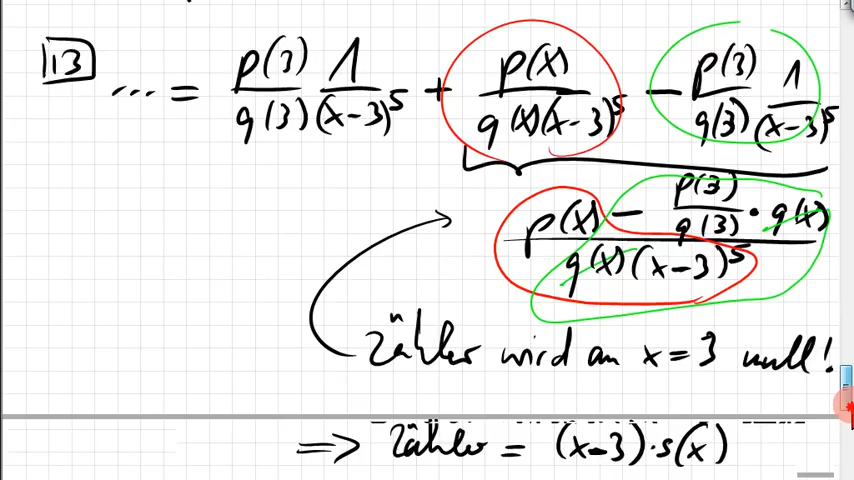 113 ... = p(3)/q(3) 1/(x-3)^5 + p(x)/q(x)(x-3)^5 - p(3)/q(3) 1/(x-3)^5
p(x) - p(3)/q(3) · q(x) / q(x)(x-3)^5
Zähler wird an x = 3 null!
⇒ Zähler = (x-3)·s(x)